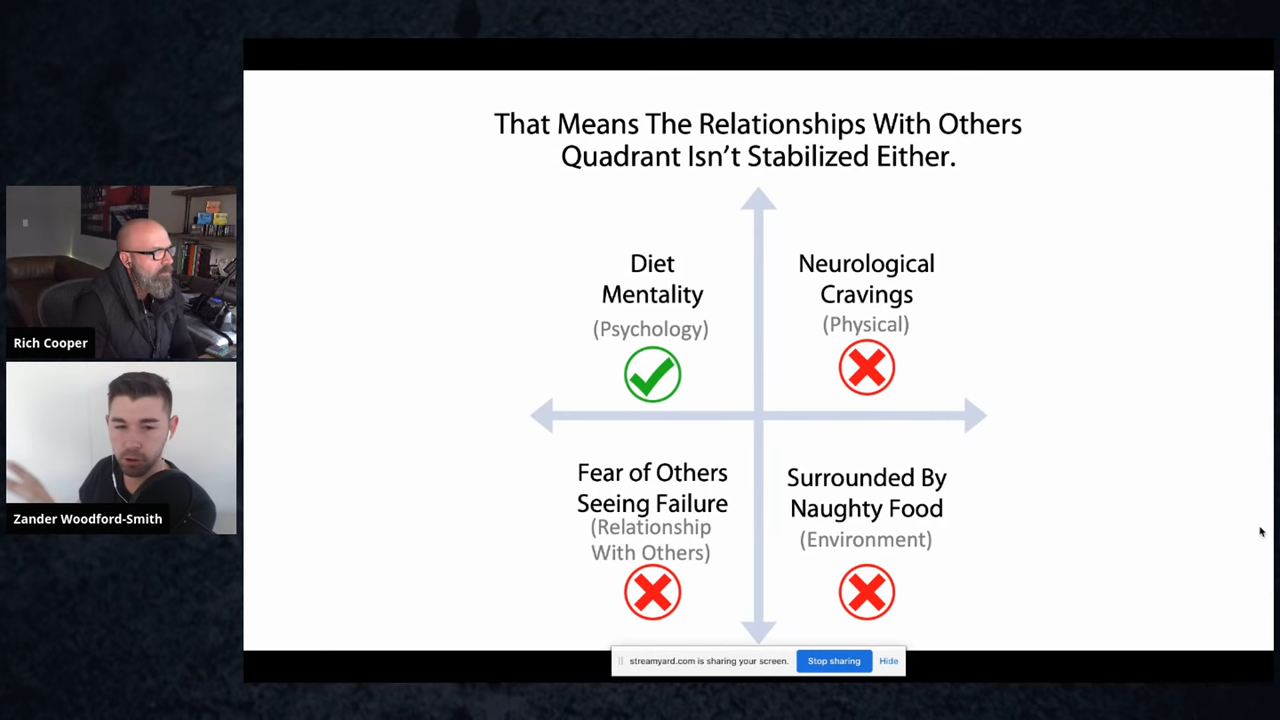 That Means The Relationships With Others
Quadrant Isn’t Stabilized Either.
Diet
Mentality
(Psychology)
Neurological
Cravings
(Physical)
Fear of Others
Seeing Failure
(Relationship
With Others)
Surrounded By
Naughty Food
(Environment)
Rich Cooper
Zander Woodford-Smith
streamyard.com is sharing your screen.
Stop sharing
Hide